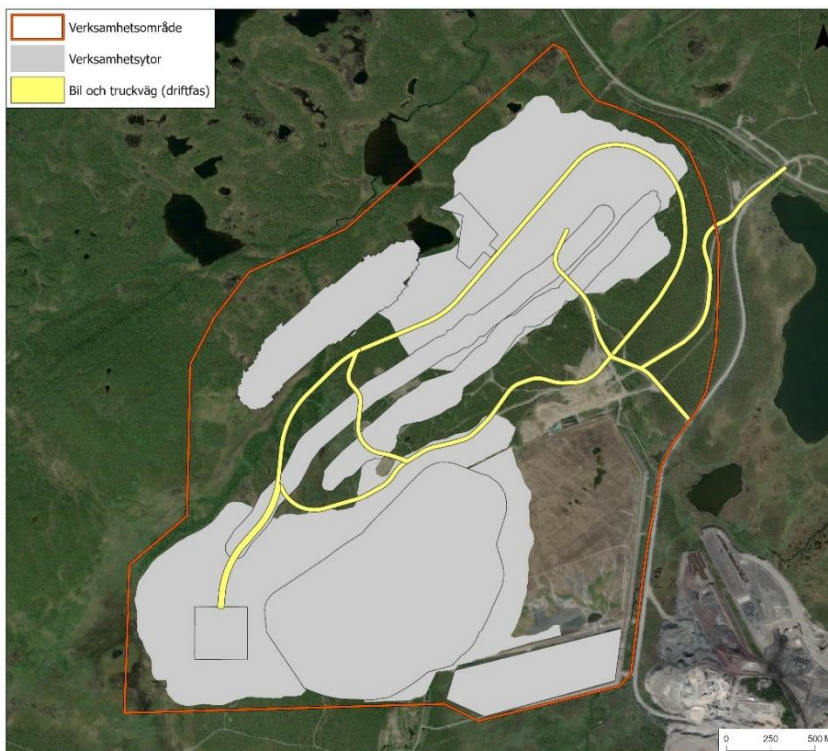 Verksamhetsområde
Verksamhetsytor
Bil och truckväg (driftfas)
0 250 500 M